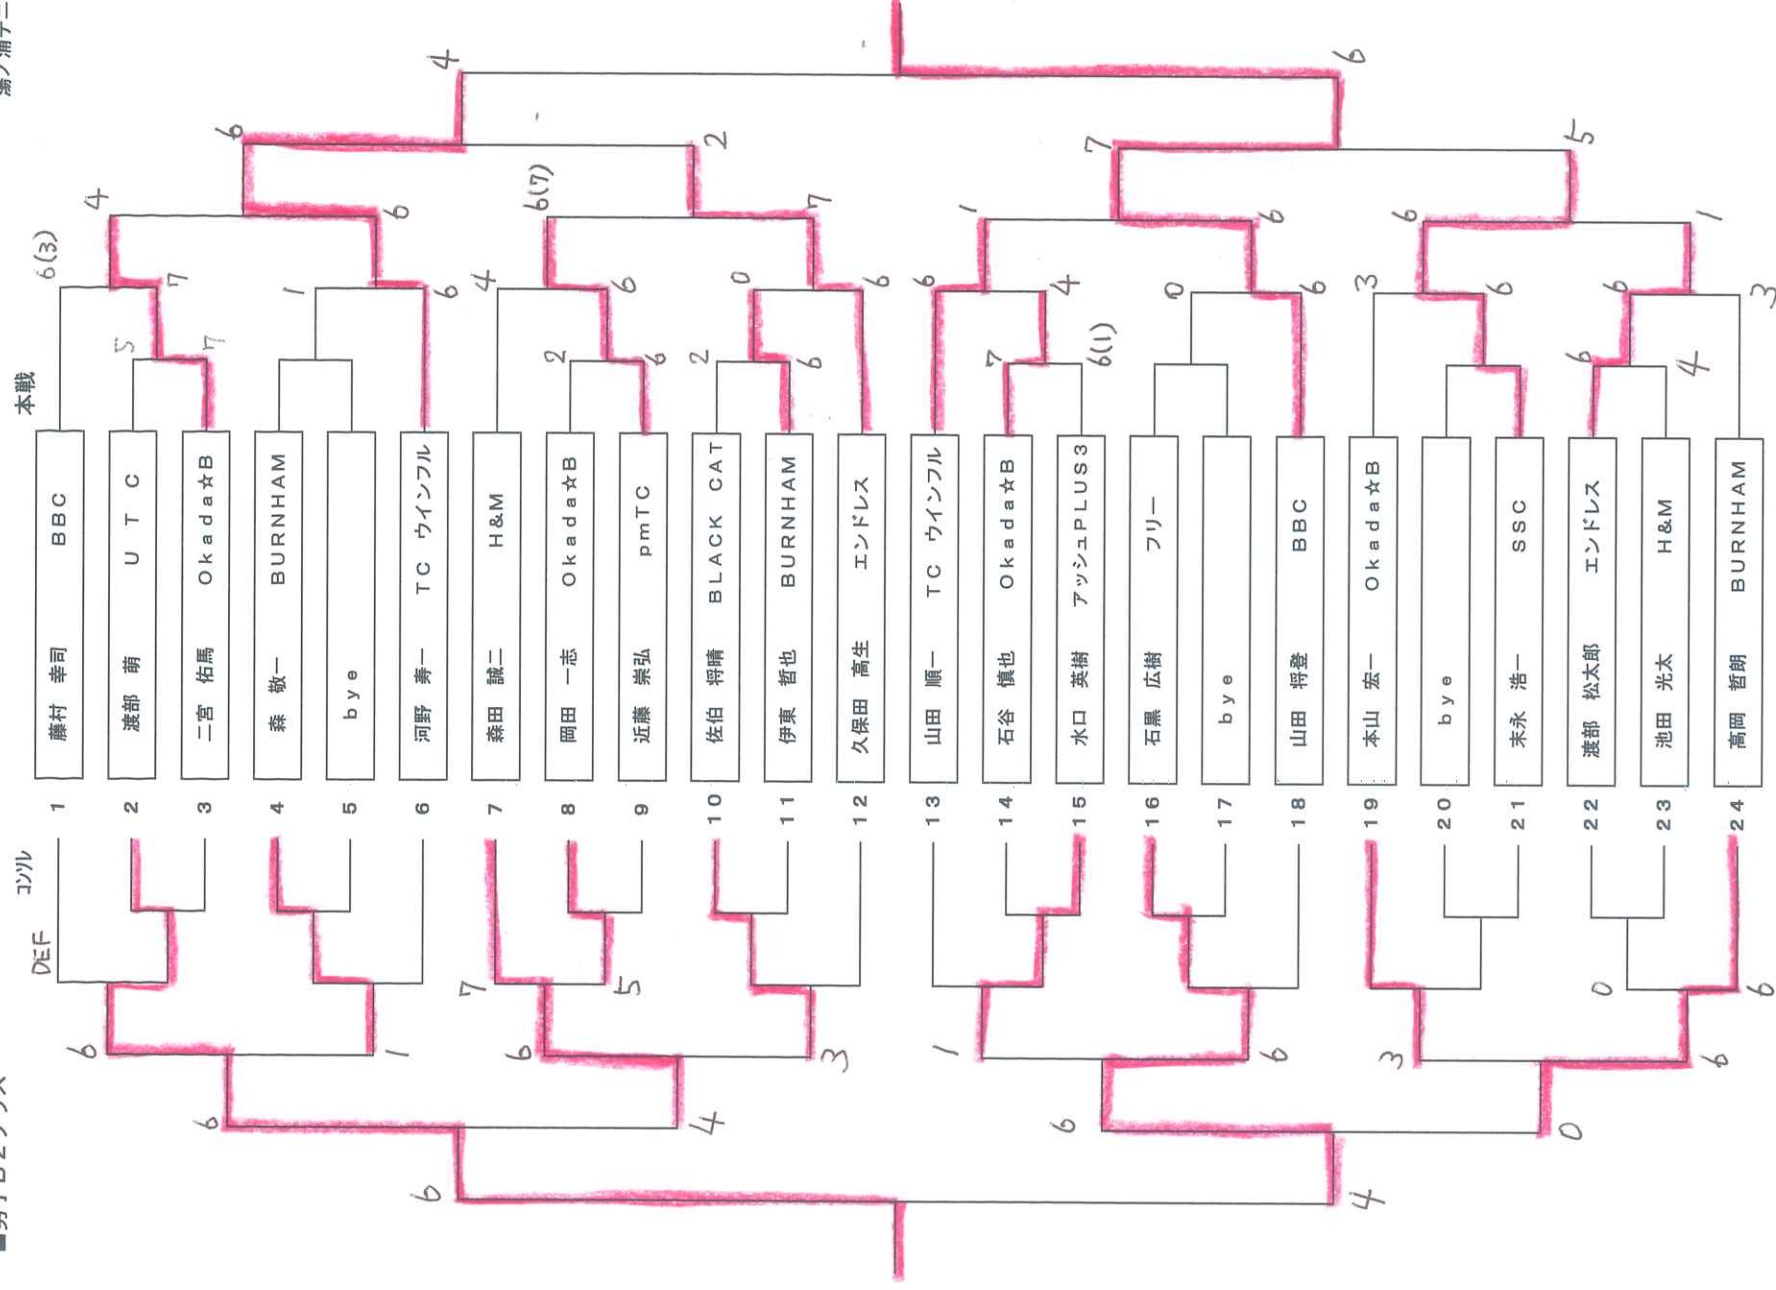 本戦
6(3)
4
6
4
6
7
6
1
6
5
7
2
6(7)
7
4
6
2
6
0
6
2
6
7
5
1
6
6
4
7
6(1)
0
6
6
1
3
6
6
3
6
4
1 藤村 幸司 BBC
2 渡部 萌 UTC
3 二宮 佑馬 Okada☆B
4 森 敬一 BURNHAM
5 bye
6 河野 寿一 TC ウインフル
7 森田 誠二 H&M
8 岡田 一志 Okada☆B
9 近藤 崇弘 pmTC
10 佐伯 将晴 BLACK CAT
11 伊東 哲也 BURNHAM
12 久保田 高生 エンドレス
13 山田 順一 TC ウインフル
14 石谷 慎也 Okada☆B
15 水口 英樹 アッシュPLUS3
16 石黒 広樹 フリー
17 bye
18 山田 将登 BBC
19 本山 宏一 Okada☆B
20 bye
21 末永 浩一 SSC
22 渡部 松太郎 エンドレス
23 池田 光太 H&M
24 高岡 哲朗 BURNHAM
コンソル
DEF
7
5
0
6
6
1
6
3
1
6
3
6
6
4
6
0
6
4